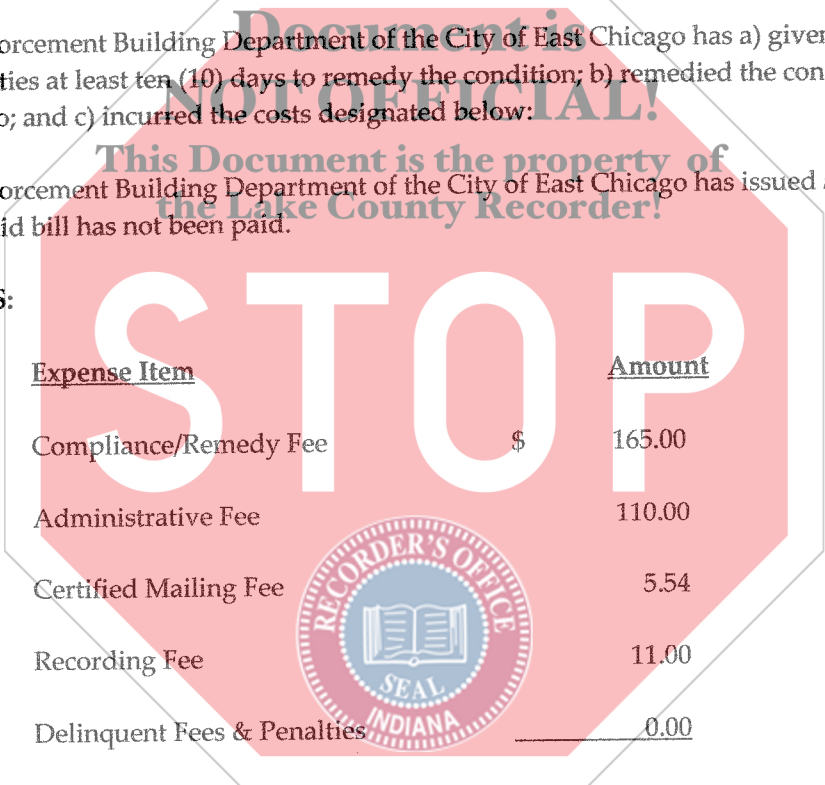 Document is
orcement Building Department of the City of East Chicago has a) given
ties at least ten (10) days to remedy the condition; b) remedied the con
NOT OFFICIAL!
o; and c) incurred the costs designated below:
This Document is the property of
orcement Building Department of the City of East Chicago has issued
the Lake County Recorder!
id bill has not been paid.
S:
STOP
Expense Item Amount
Compliance/Remedy Fee $ 165.00
Administrative Fee 110.00
Certified Mailing Fee 5.54
Recording Fee 11.00
Delinquent Fees & Penalties 0.00
RECORDER'S OFFICE
SEAL
INDIANA